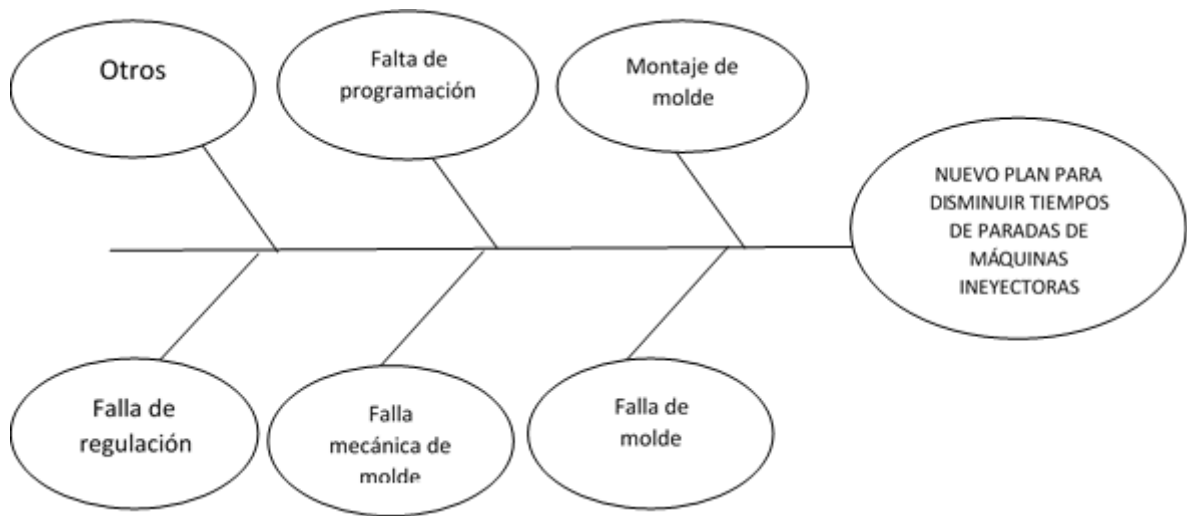 Otros
Falta de
programación
Montaje de
molde
NUEVO PLAN PARA
DISMINUIR TIEMPOS
DE PARADAS DE
MÁQUINAS
INEYECTORAS
Falla de
regulación
Falla
mecánica de
molde
Falla de
molde